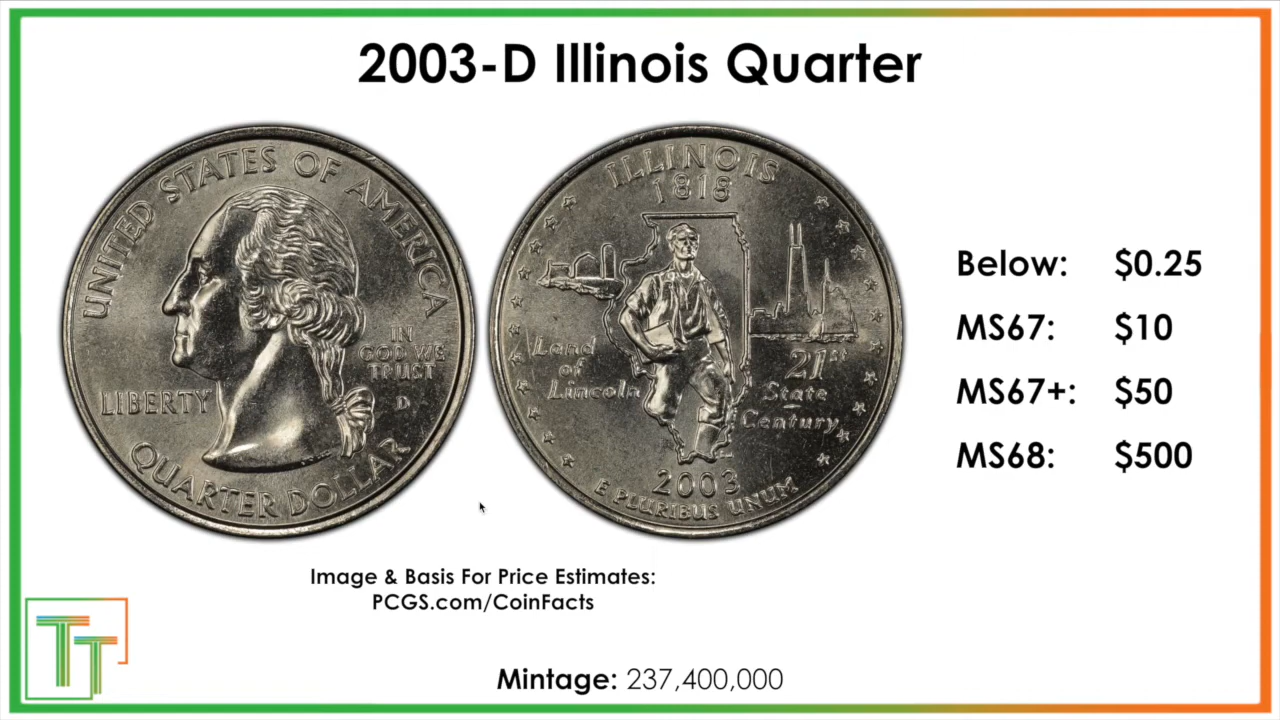 2003-D Illinois Quarter
UNITED STATES OF AMERICA
IN
GOD WE
TRUST
D
LIBERTY
QUARTER DOLLAR
ILLINOIS
1818
Land
of
Lincoln
21st
State
Century
2003
E PLURIBUS UNUM
Below: $0.25
MS67: $10
MS67+: $50
MS68: $500
Image & Basis For Price Estimates:
PCGS.com/CoinFacts
TT
Mintage: 237,400,000